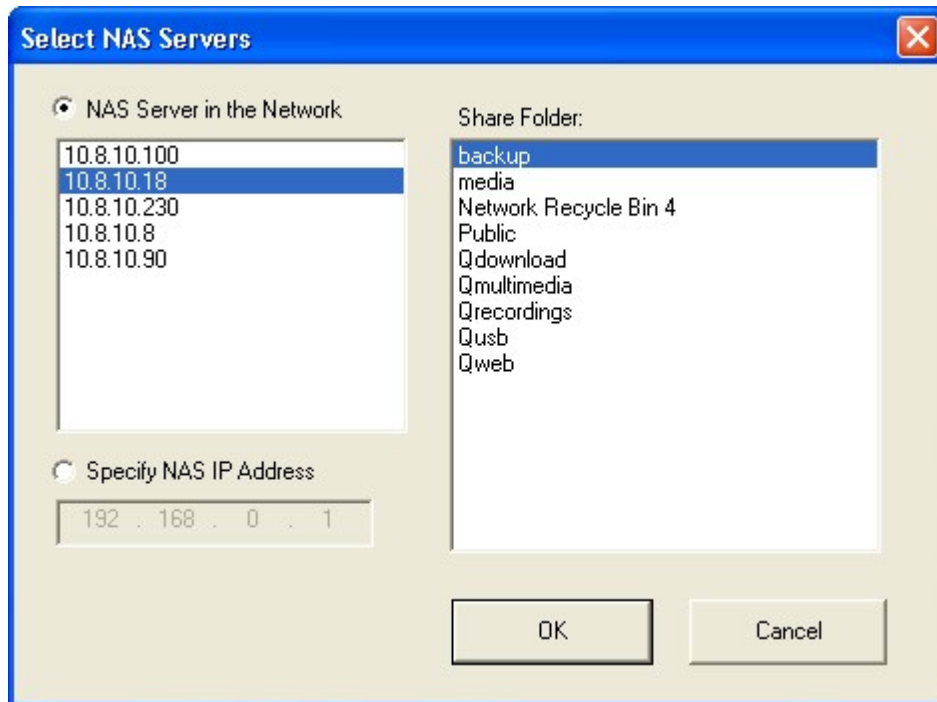 Select NAS Servers
NAS Server in the Network
10.8.10.100
10.8.10.18
10.8.10.230
10.8.10.8
10.8.10.90
Specify NAS IP Address
192 . 168 . 0 . 1
Share Folder:
backup
media
Network Recycle Bin 4
Public
Qdownload
Qmultimedia
Qrecordings
Qusb
Qweb
OK
Cancel